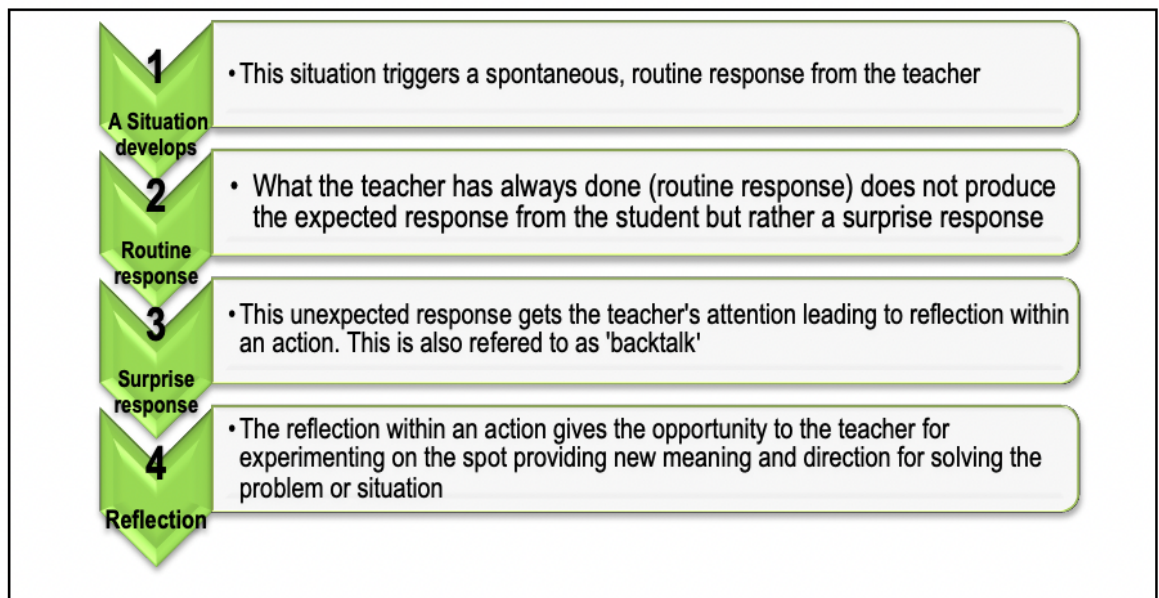 1
A Situation
develops
• This situation triggers a spontaneous, routine response from the teacher
2
Routine
response
• What the teacher has always done (routine response) does not produce
the expected response from the student but rather a surprise response
3
Surprise
response
• This unexpected response gets the teacher's attention leading to reflection within
an action. This is also refered to as 'backtalk'
4
Reflection
• The reflection within an action gives the opportunity to the teacher for
experimenting on the spot providing new meaning and direction for solving the
problem or situation